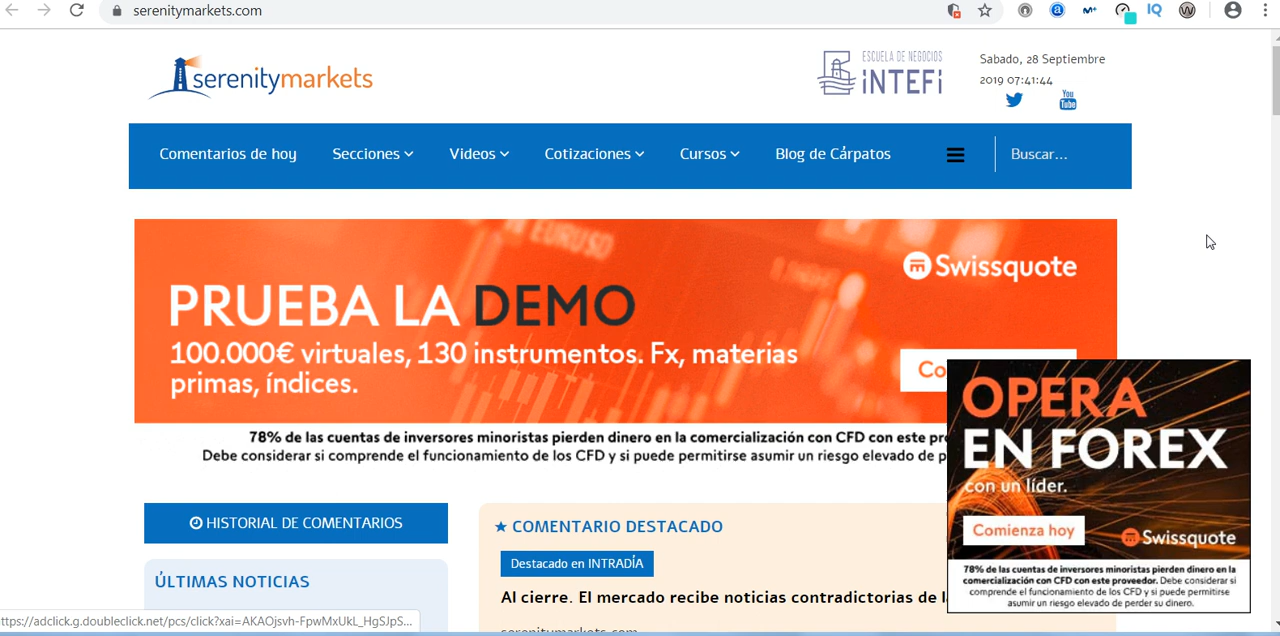 serenitymarkets.com
serenitymarkets
ESCUELA DE NEGOCIOS
INTEFi
Sabado, 28 Septiembre
2019 07:41:44
You
Tube
Comentarios de hoy
Secciones
Videos
Cotizaciones
Cursos
Blog de Cárpatos
Buscar...
EURUSD
Swissquote
PRUEBA LA DEMO
100.000€ virtuales, 130 instrumentos. Fx, materias
primas, índices.
Co
78% de las cuentas de inversores minoristas pierden dinero en la comercialización con CFD con este pro
Debe considerar si comprende el funcionamiento de los CFD y si puede permitirse asumir un riesgo elevado de p
OPERA
EN FOREX
con un líder.
Comienza hoy
Swissquote
78% de las cuentas de inversores minoristas pierden dinero en la
comercialización con CFD con este proveedor. Debe considerar si
comprende el funcionamiento de los CFD y si puede permitirse
asumir un riesgo elevado de perder su dinero.
HISTORIAL DE COMENTARIOS
ÚLTIMAS NOTICIAS
COMENTARIO DESTACADO
Destacado en INTRADÍA
Al cierre. El mercado recibe noticias contradictorias de l
serenitymarkets.com
ttps://adclick.g.doubleclick.net/pcs/click?xai=AKAOjsvh-FpwMxUkL_HgSJpS...